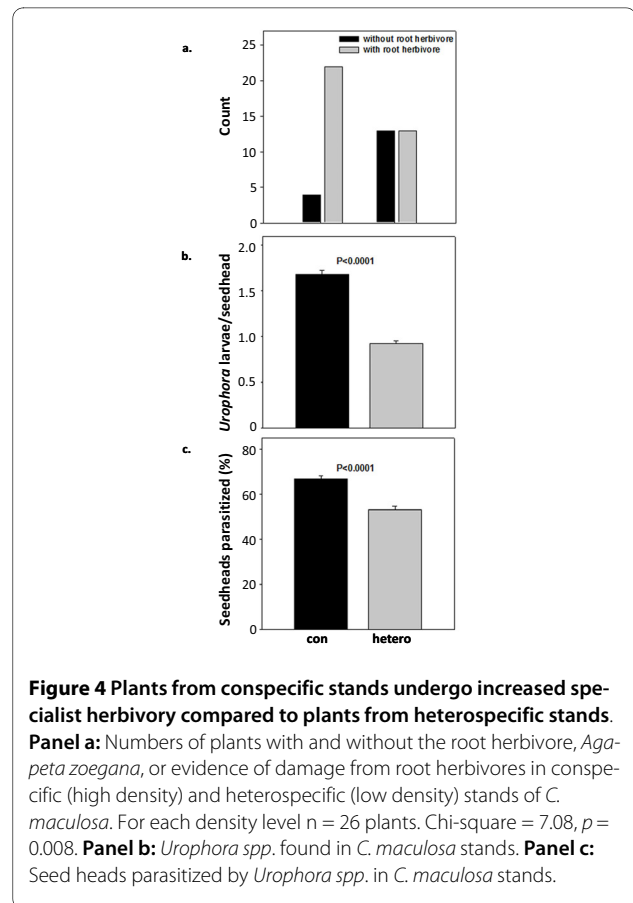 a.
without root herbivore
with root herbivore
25
20
15
10
5
0
Count
b.
P<0.0001
2.0
1.5
1.0
0.5
0
Urophora larvae/seedhead
c.
P<0.0001
80
60
40
20
0
Seedheads parasitized (%)
con hetero
Figure 4 Plants from conspecific stands undergo increased spe-
cialist herbivory compared to plants from heterospecific stands.
Panel a: Numbers of plants with and without the root herbivore, Aga-
peta zoegana, or evidence of damage from root herbivores in conspe-
cific (high density) and heterospecific (low density) stands of C.
maculosa. For each density level n = 26 plants. Chi-square = 7.08, p =
0.008. Panel b: Urophora spp. found in C. maculosa stands. Panel c:
Seed heads parasitized by Urophora spp. in C. maculosa stands.